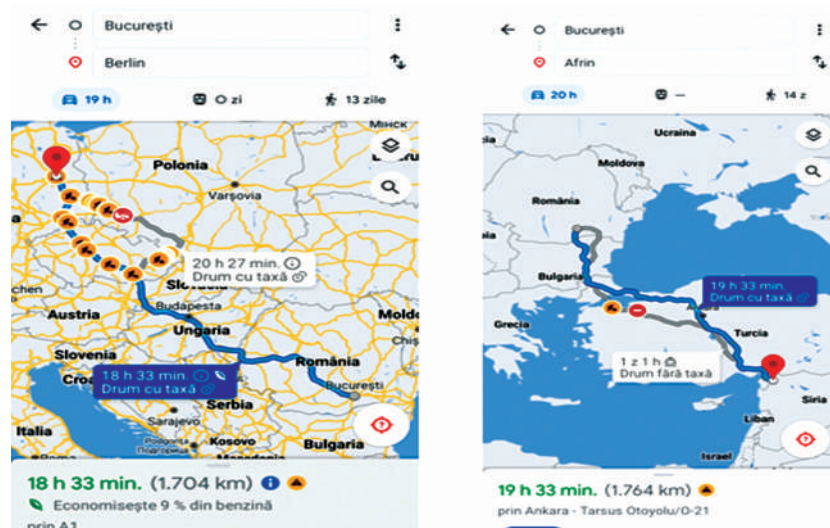 București
Berlin
19 h
O zi
13 zile
Минск
Polonia
Varșovia
20 h 27 min.
Drum cu taxă
Austria
Budapesta
Ungaria
Slovenia
18 h 33 min.
Drum cu taxă
România
București
Serbia
Sarajevo
Italia
Kosovo
Bulgaria
18 h 33 min. (1.704 km)
Economisește 9 % din benzină
prin A1
București
Afrin
20 h
—
14 z
Ucraina
Moldova
România
Bulgaria
19 h 33 min.
Drum cu taxă
Grecia
Turcia
1 z 1 h
Drum fără taxă
Siria
Liban
Israel
19 h 33 min. (1.764 km)
prin Ankara - Tarsus Otoyolu/O-21